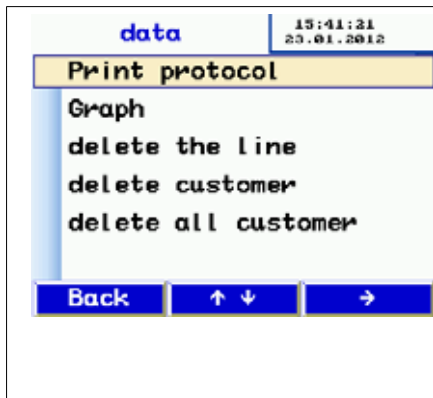 data
15:41:21
23.01.2012
Print protocol
Graph
delete the line
delete customer
delete all customer
Back ↑ ↓ →